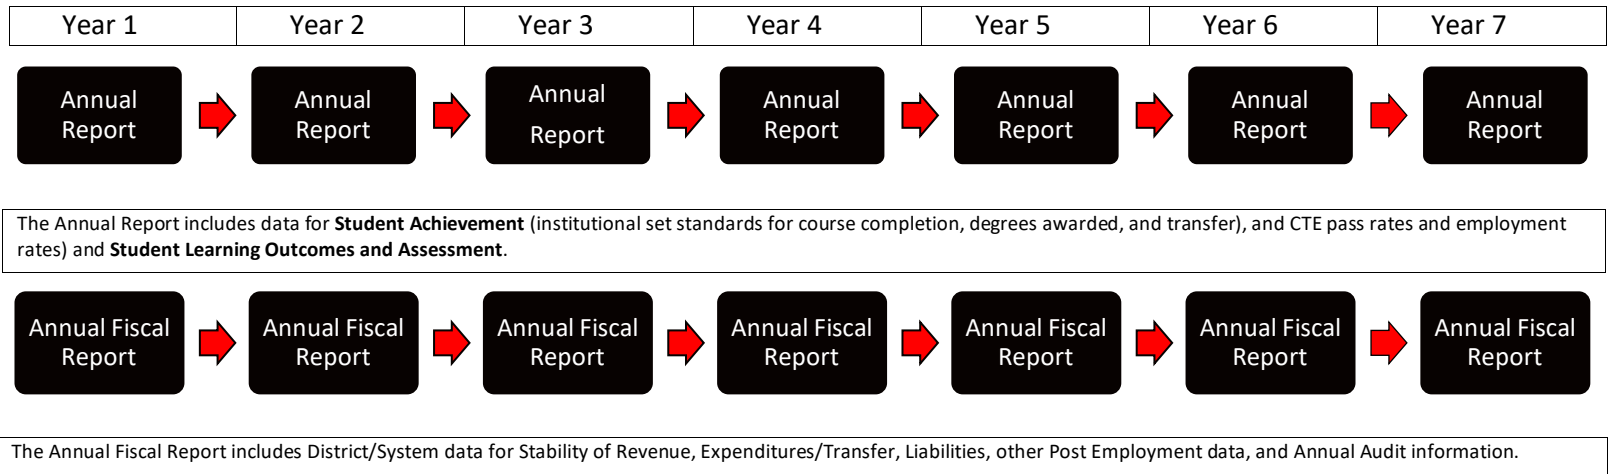 Year 1 Year 2 Year 3 Year 4 Year 5 Year 6 Year 7
Annual Annual Annual Annual Annual Annual Annual
Report Report Report Report Report Report Report
The Annual Report includes data for Student Achievement (institutional set standards for course completion, degrees awarded, and transfer), and CTE pass rates and employment
rates) and Student Learning Outcomes and Assessment.
Annual Fiscal Annual Fiscal Annual Fiscal Annual Fiscal Annual Fiscal Annual Fiscal Annual Fiscal
Report Report Report Report Report Report Report
The Annual Fiscal Report includes District/System data for Stability of Revenue, Expenditures/Transfer, Liabilities, other Post Employment data, and Annual Audit information.